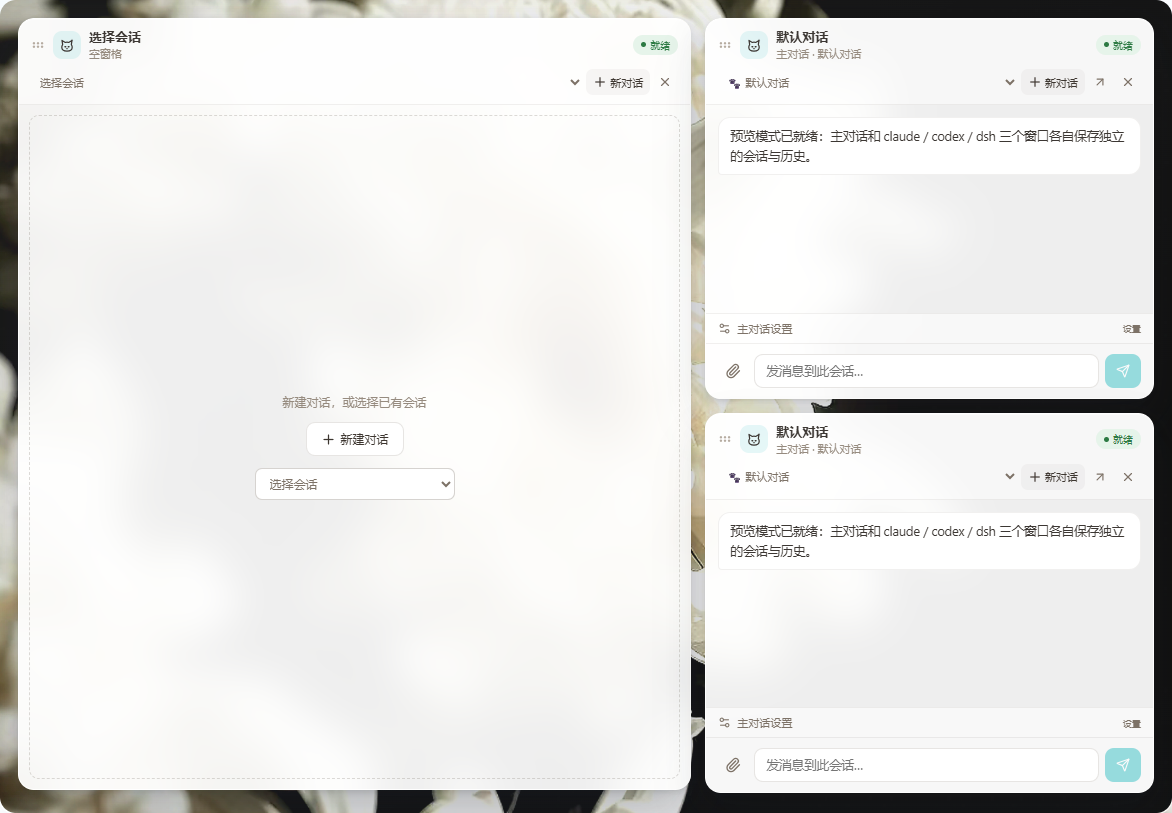 选择会话
空窗格
就绪
选择会话
新对话
新建对话，或选择已有会话
新建对话
选择会话
默认对话
主对话 · 默认对话
就绪
默认对话
新对话
预览模式已就绪：主对话和 claude / codex / dsh 三个窗口各自保存独立
的会话与历史。
主对话设置
设置
发消息到此会话...
默认对话
主对话 · 默认对话
就绪
默认对话
新对话
预览模式已就绪：主对话和 claude / codex / dsh 三个窗口各自保存独立
的会话与历史。
主对话设置
设置
发消息到此会话...